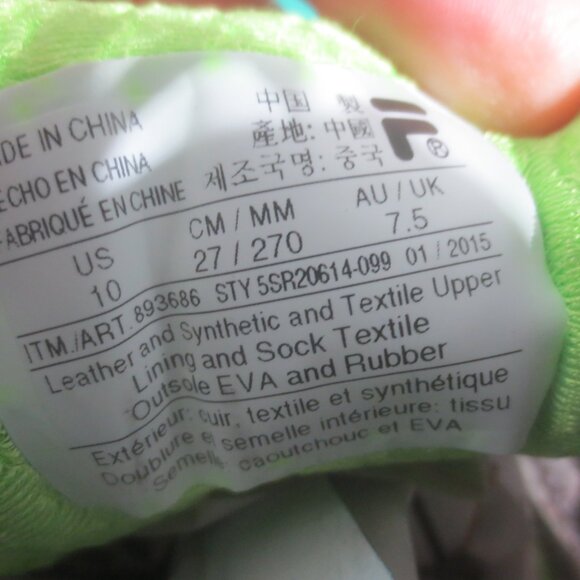 ADE IN CHINA
中国 製
ECHO EN CHINA
產地: 中國
FABRIQUÉ EN CHINE
제조국명: 중국
F®
US CM / MM AU / UK
10 27 / 270 7.5
ITM./ART. 893686 STY 5SR20614-099 01 / 2015
Leather and Synthetic and Textile Upper
Lining and Sock Textile
Outsole EVA and Rubber
Extérieur: cuir, textile et synthétique
Doublure et semelle intérieure: tissu
Semelle: caoutchouc et EVA